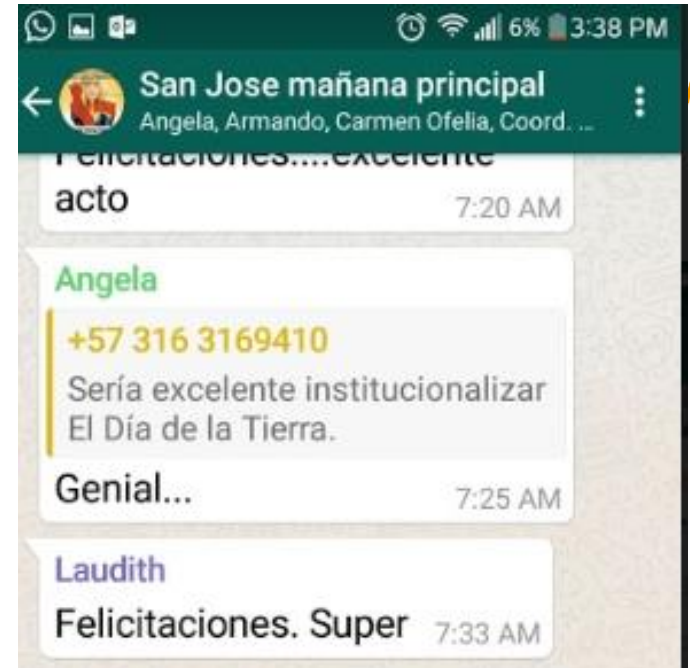 6% 3:38 PM
San Jose mañana principal
Angela, Armando, Carmen Ofelia, Coord. ...
Felicitaciones....excelente
acto
7:20 AM
Angela
+57 316 3169410
Sería excelente institucionalizar
El Día de la Tierra.
Genial...
7:25 AM
Laudith
Felicitaciones. Super 7:33 AM